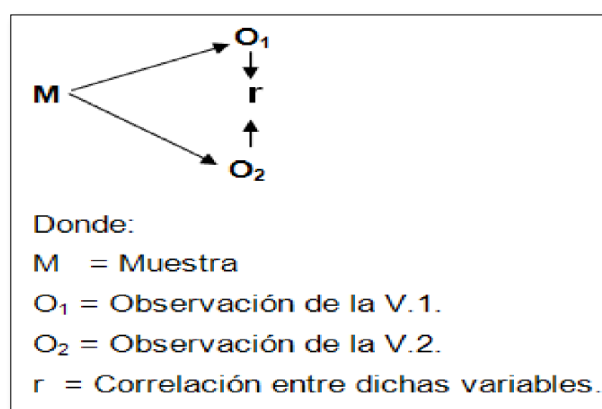 O₁
M r
O₂
Donde:
M = Muestra
O₁ = Observación de la V.1.
O₂ = Observación de la V.2.
r = Correlación entre dichas variables.